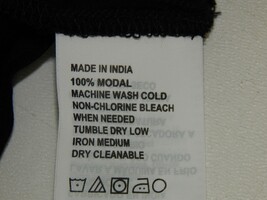 MADE IN INDIA
100% MODAL
MACHINE WASH COLD
NON-CHLORINE BLEACH
WHEN NEEDED
TUMBLE DRY LOW
IRON MEDIUM
DRY CLEANABLE